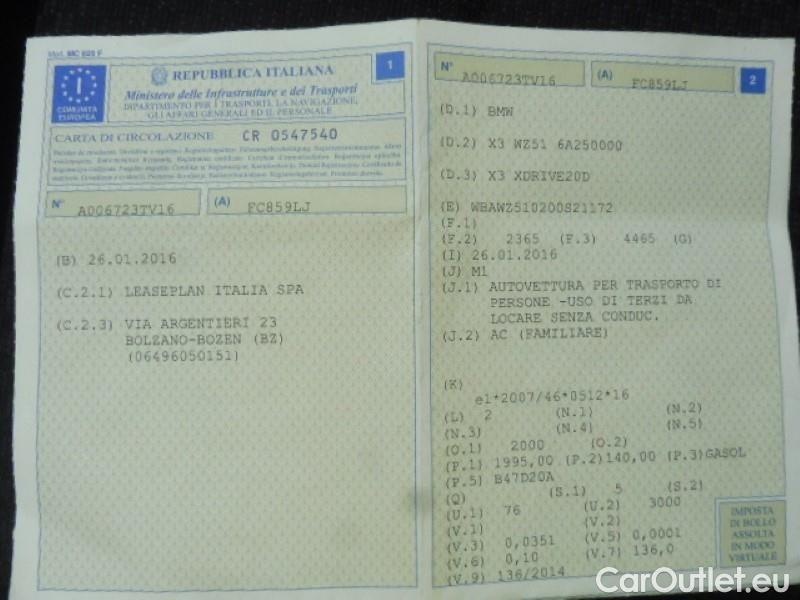 Mod. MC 820 F
I
COMUNITÀ
EUROPEA
REPUBBLICA ITALIANA
1
Ministero delle Infrastrutture e dei Trasporti
DIPARTIMENTO PER I TRASPORTI, LA NAVIGAZIONE,
GLI AFFARI GENERALI ED IL PERSONALE
CARTA DI CIRCOLAZIONE CR 0547540
N° A006723TV16 (A) FC859LJ
(B) 26.01.2016
(C.2.1) LEASEPLAN ITALIA SPA
(C.2.3) VIA ARGENTIERI 23
BOLZANO-BOZEN (BZ)
(06496050151)
N° A006723TV16 (A) FC859LJ 2
(D.1) BMW
(D.2) X3 WZ51 6A250000
(D.3) X3 XDRIVE20D
(E) WBAWZ510200S21172
(F.1)
(F.2) 2365 (F.3) 4465 (G)
(I) 26.01.2016
(J) M1
(J.1) AUTOVETTURA PER TRASPORTO DI
PERSONE -USO DI TERZI DA
LOCARE SENZA CONDUC.
(J.2) AC (FAMILIARE)
(K)
e1*2007/46*0512*16
(L) 2 (N.1) (N.2)
(N.3) (N.4) (N.5)
(O.1) 2000 (O.2)
(P.1) 1995,00 (P.2)140,00 (P.3)GASOL
(P.5) B47D20A
(Q) (S.1) 5 (S.2)
(U.1) 76 (U.2) 3000
(V.1) (V.2)
(V.3) 0,0351 (V.5) 0,0001
(V.6) 0,10 (V.7) 136,0
(V.9) 136/2014
IMPOSTA
DI BOLLO
ASSOLTA
IN MODO
VIRTUALE
CarOutlet.eu